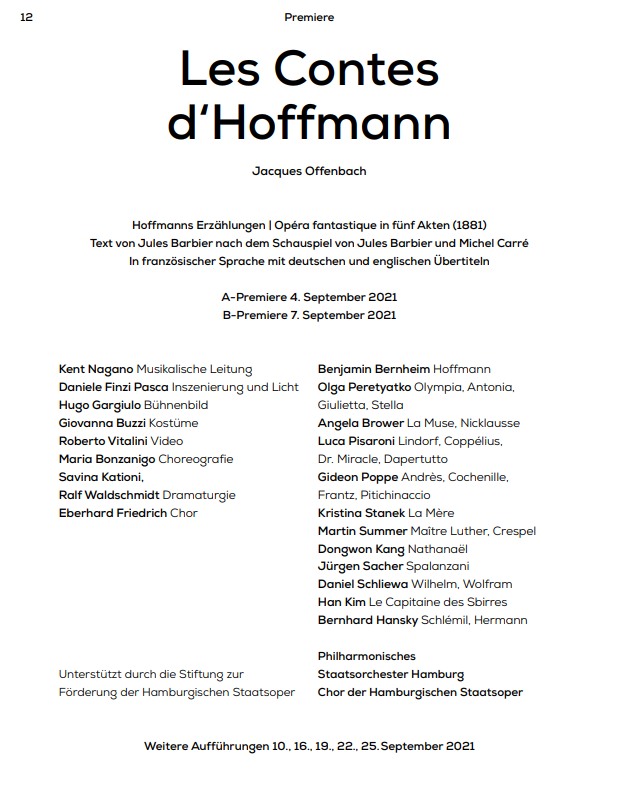 12
Premiere
Les Contes
d‘Hoffmann
Jacques Offenbach
Hoffmanns Erzählungen | Opéra fantastique in fünf Akten (1881)
Text von Jules Barbier nach dem Schauspiel von Jules Barbier und Michel Carré
In französischer Sprache mit deutschen und englischen Übertiteln
A-Premiere 4. September 2021
B-Premiere 7. September 2021
Kent Nagano Musikalische Leitung
Daniele Finzi Pasca Inszenierung und Licht
Hugo Gargiulo Bühnenbild
Giovanna Buzzi Kostüme
Roberto Vitalini Video
Maria Bonzanigo Choreografie
Savina Kationi,
Ralf Waldschmidt Dramaturgie
Eberhard Friedrich Chor
Unterstützt durch die Stiftung zur
Förderung der Hamburgischen Staatsoper
Benjamin Bernheim Hoffmann
Olga Peretyatko Olympia, Antonia,
Giulietta, Stella
Angela Brower La Muse, Nicklausse
Luca Pisaroni Lindorf, Coppélius,
Dr. Miracle, Dapertutto
Gideon Poppe Andrès, Cochenille,
Frantz, Pitichinaccio
Kristina Stanek La Mère
Martin Summer Maître Luther, Crespel
Dongwon Kang Nathanaël
Jürgen Sacher Spalanzani
Daniel Schliewa Wilhelm, Wolfram
Han Kim Le Capitaine des Sbirres
Bernhard Hansky Schlémil, Hermann
Philharmonisches
Staatsorchester Hamburg
Chor der Hamburgischen Staatsoper
Weitere Aufführungen 10., 16., 19., 22., 25. September 2021